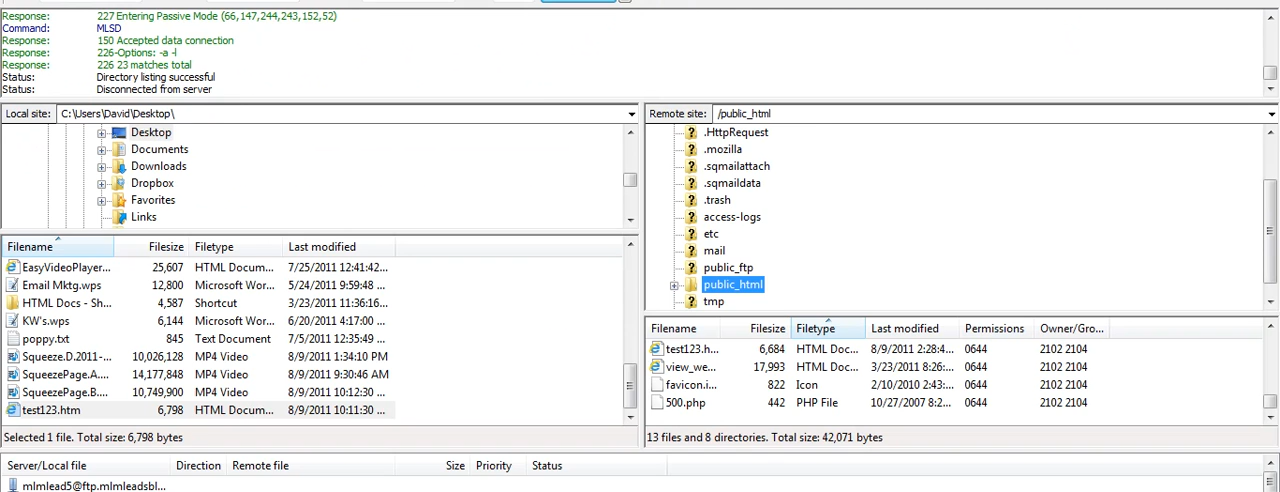 Response: 227 Entering Passive Mode (66,147,244,243,152,52)
Command: MLSD
Response: 150 Accepted data connection
Response: 226-Options: -a -l
Response: 226 23 matches total
Status: Directory listing successful
Status: Disconnected from server
Local site: C:\Users\David\Desktop\
Desktop
Documents
Downloads
Dropbox
Favorites
Links
Filename Filesize Filetype Last modified
EasyVideoPlayer... 25,607 HTML Docum... 7/25/2011 12:41:42...
Email Mktg.wps 12,800 Microsoft Wor... 5/24/2011 9:59:48 ...
HTML Docs - Sh... 4,587 Shortcut 3/23/2011 11:36:16...
KW's.wps 6,144 Microsoft Wor... 6/20/2011 4:17:00 ...
poppy.txt 845 Text Document 7/5/2011 12:35:49...
Squeeze.D.2011-... 10,026,128 MP4 Video 8/9/2011 1:34:10 PM
SqueezePage.A... 14,177,848 MP4 Video 8/9/2011 9:30:46 AM
SqueezePage.B.... 10,749,900 MP4 Video 8/9/2011 10:12:30 ...
test123.htm 6,798 HTML Docum... 8/9/2011 10:11:30 ...
Selected 1 file. Total size: 6,798 bytes
Remote site: /public_html
.HttpRequest
.mozilla
.sqmailattach
.sqmaildata
.trash
access-logs
etc
mail
public_ftp
public_html
tmp
Filename Filesize Filetype Last modified Permissions Owner/Gro...
test123.h... 6,684 HTML Doc... 8/9/2011 2:28:4... 0644 2102 2104
view_we... 17,993 HTML Doc... 3/23/2011 8:26:... 0644 2102 2104
favicon.i... 822 Icon 2/10/2010 2:43:... 0644 2102 2104
500.php 442 PHP File 10/27/2007 8:2... 0644 2102 2104
13 files and 8 directories. Total size: 42,071 bytes
Server/Local file Direction Remote file Size Priority Status
mlmlead5@ftp.mlmleadsbl...